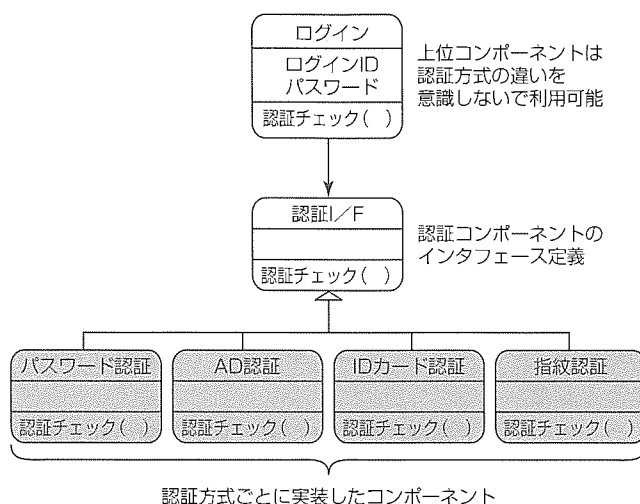 ログイン
ログインID
パスワード
認証チェック( )
上位コンポーネントは
認証方式の違いを
意識しないで利用可能
認証I／F
認証チェック( )
認証コンポーネントの
インタフェース定義
パスワード認証
認証チェック( )
AD認証
認証チェック( )
IDカード認証
認証チェック( )
指紋認証
認証チェック( )
認証方式ごとに実装したコンポーネント